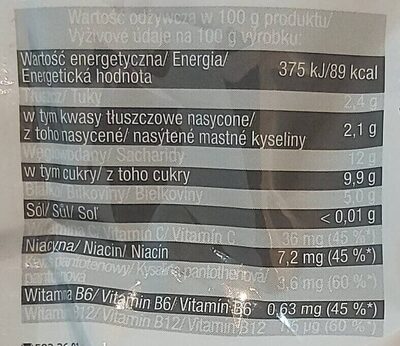 Wartość odżywcza w 100 g produktu/
Výživové údaje na 100 g výrobku:
Wartość energetyczna/ Energia/
Energetická hodnota 375 kJ/89 kcal
Tłuszcz/ Tuky 2,4 g
w tym kwasy tłuszczowe nasycone/
z toho nasycené/ nasýtené mastné kyseliny 2,1 g
Węglowodany/ Sacharidy 12 g
w tym cukry/ z toho cukry 9,9 g
Białko/ Bílkoviny/ Bielkoviny 5,0 g
Sól/ Sůl/ Soľ < 0,01 g
Witamina C/ Vitamin C/ Vitamín C 36 mg (45 %*)
Niacyna/ Niacin/ Niacín 7,2 mg (45 %*)
Kwas pantotenowy/ Kyselina pantothenová/
pantoténová 3,6 mg (60 %*)
Witamina B6/ Vitamin B6/ Vitamín B6 0,63 mg (45 %*)
Witamina B12/ Vitamin B12/ Vitamín B12 µg (60 %*)